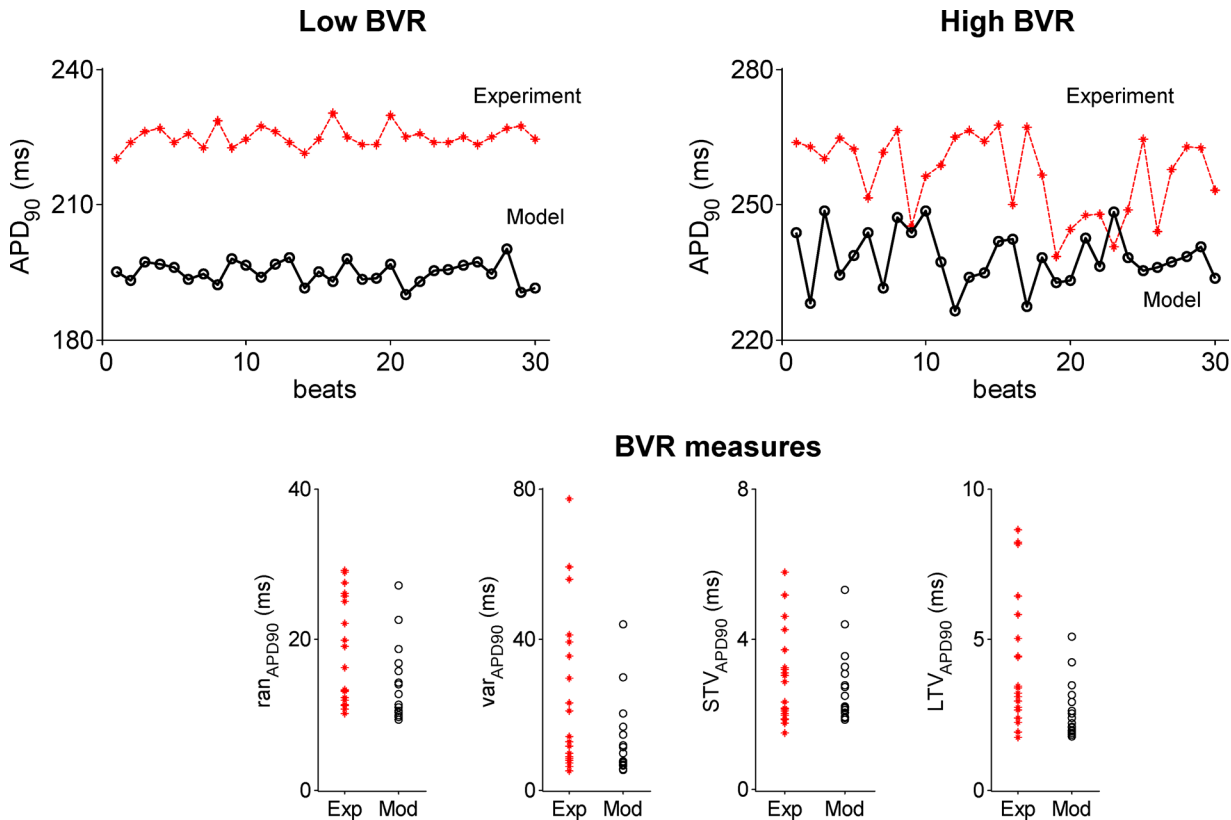 Low BVR
High BVR
240
210
180
APD90 (ms)
Experiment
Model
0
10
20
30
beats
280
250
220
APD90 (ms)
Experiment
Model
0
10
20
30
beats
BVR measures
40
20
0
ranAPD90 (ms)
Exp
Mod
80
40
0
varAPD90 (ms)
Exp
Mod
8
4
0
STVAPD90 (ms)
Exp
Mod
10
5
0
LTVAPD90 (ms)
Exp
Mod